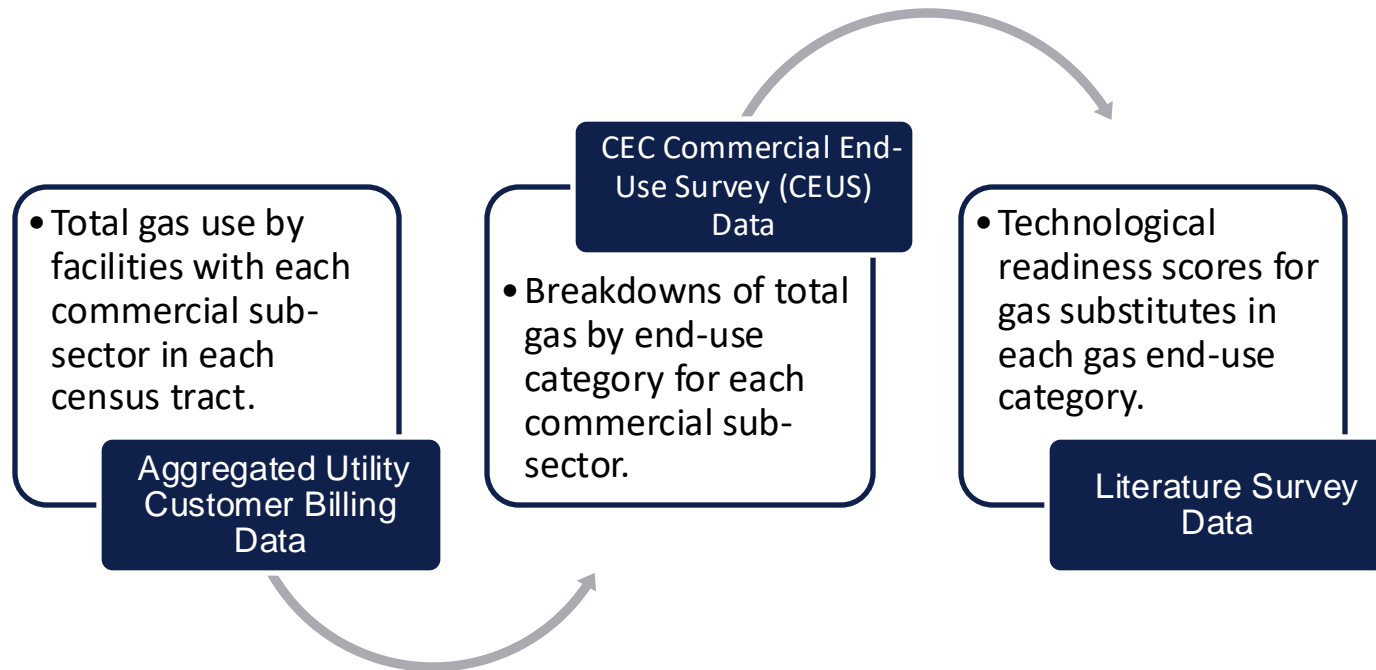 • Total gas use by
facilities with each
commercial sub-
sector in each
census tract.
Aggregated Utility
Customer Billing
Data
CEC Commercial End-
Use Survey (CEUS)
Data
• Breakdowns of total
gas by end-use
category for each
commercial sub-
sector.
• Technological
readiness scores for
gas substitutes in
each gas end-use
category.
Literature Survey
Data